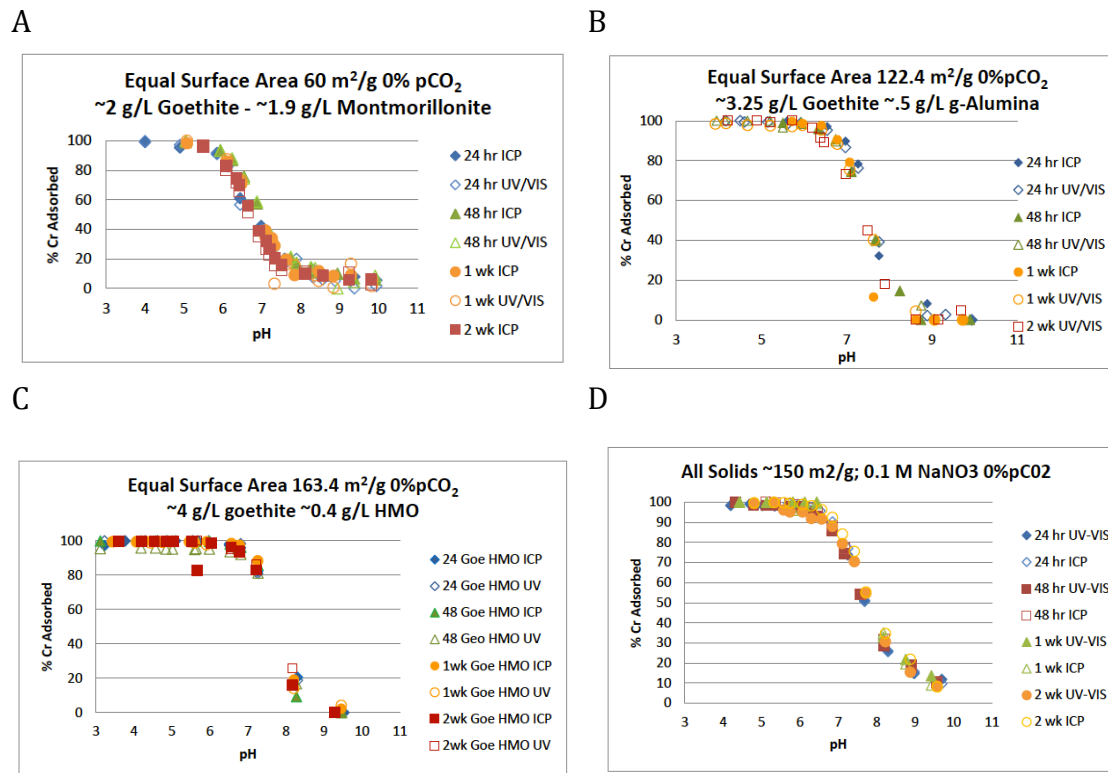 A
Equal Surface Area 60 m²/g 0% pCO₂
~2 g/L Goethite - ~1.9 g/L Montmorillonite
% Cr Adsorbed
100
80
60
40
20
0
3 4 5 6 7 8 9 10 11
pH
24 hr ICP
24 hr UV/VIS
48 hr ICP
48 hr UV/VIS
1 wk ICP
1 wk UV/VIS
2 wk ICP
B
Equal Surface Area 122.4 m²/g 0%pCO₂
~3.25 g/L Goethite ~.5 g/L g-Alumina
% Cr Adsorbed
100
80
60
40
20
0
3 5 7 9 11
pH
24 hr ICP
24 hr UV/VIS
48 hr ICP
48 hr UV/VIS
1 wk ICP
1 wk UV/VIS
2 wk UV/VIS
C
Equal Surface Area 163.4 m²/g 0%pCO₂
~4 g/L goethite ~0.4 g/L HMO
% Cr Adsorbed
100
80
60
40
20
0
3 4 5 6 7 8 9 10 11
pH
24 Goe HMO ICP
24 Goe HMO UV
48 Goe HMO ICP
48 Geo HMO UV
1wk Goe HMO ICP
1wk Goe HMO UV
2wk Goe HMO ICP
2wk Goe HMO UV
D
All Solids ~150 m2/g; 0.1 M NaNO3 0%pC02
% Cr Adsorbed
100
90
80
70
60
50
40
30
20
10
0
3 4 5 6 7 8 9 10 11
pH
24 hr UV-VIS
24 hr ICP
48 hr UV-VIS
48 hr ICP
1 wk UV-VIS
1 wk ICP
2 wk UV-VIS
2 wk ICP